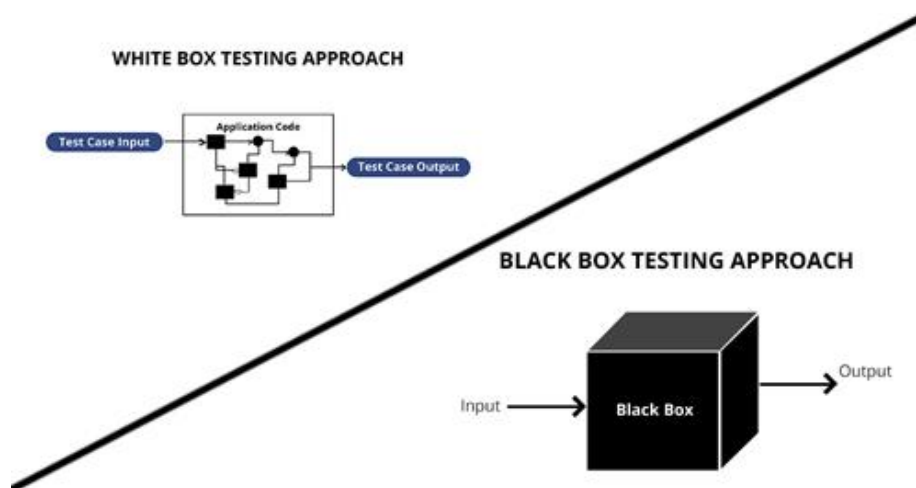 WHITE BOX TESTING APPROACH
Application Code
Test Case Input
Test Case Output
BLACK BOX TESTING APPROACH
Input
Black Box
Output